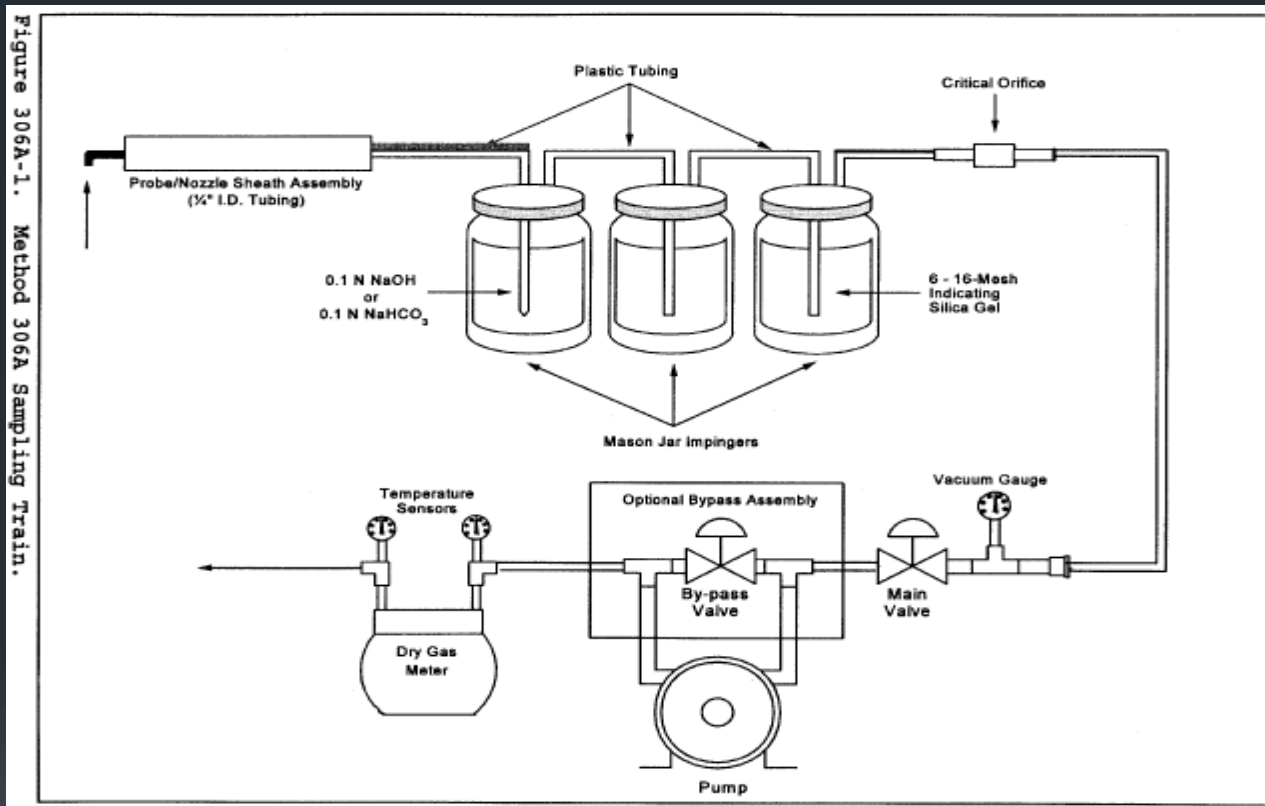 Figure 306A-1. Method 306A Sampling Train.
Plastic Tubing
Critical Orifice
Probe/Nozzle Sheath Assembly
(¼" I.D. Tubing)
0.1 N NaOH
or
0.1 N NaHCO₃
6 - 16-Mesh
Indicating
Silica Gel
Mason Jar Impingers
Temperature
Sensors
Optional Bypass Assembly
Vacuum Gauge
By-pass
Valve
Main
Valve
Dry Gas
Meter
Pump